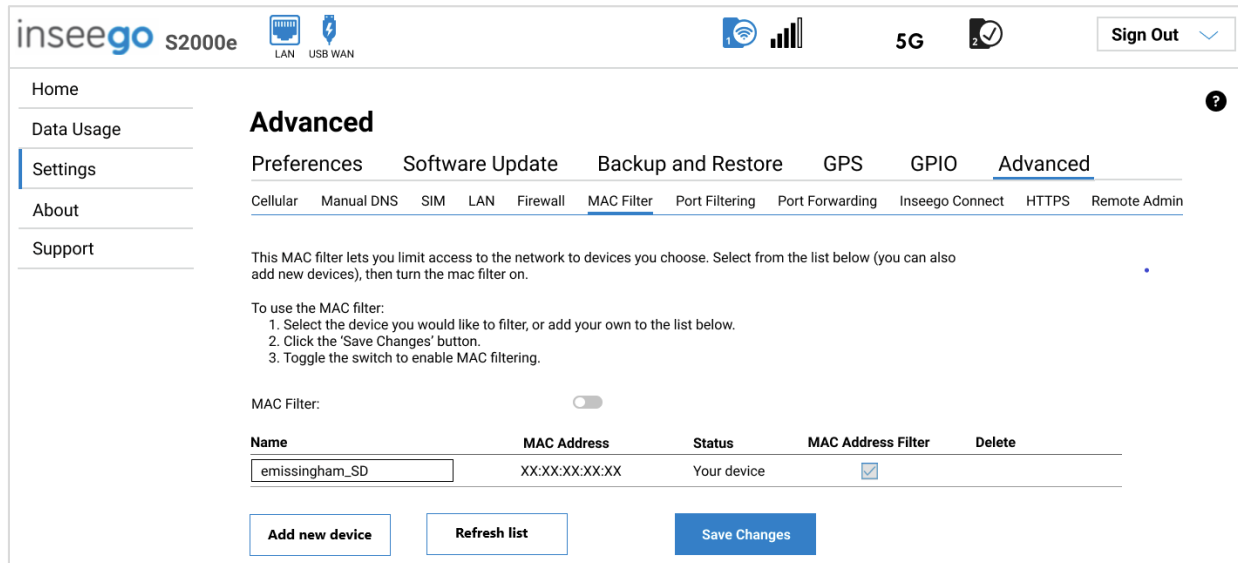 inseego S2000e
LAN USB WAN
1
5G
2
Sign Out
Home
Data Usage
Settings
About
Support
?
Advanced
Preferences Software Update Backup and Restore GPS GPIO Advanced
Cellular Manual DNS SIM LAN Firewall MAC Filter Port Filtering Port Forwarding Inseego Connect HTTPS Remote Admin
This MAC filter lets you limit access to the network to devices you choose. Select from the list below (you can also
add new devices), then turn the mac filter on.
To use the MAC filter:
1. Select the device you would like to filter, or add your own to the list below.
2. Click the ‘Save Changes’ button.
3. Toggle the switch to enable MAC filtering.
MAC Filter:
Name MAC Address Status MAC Address Filter Delete
emissingham_SD XX:XX:XX:XX:XX Your device
Add new device Refresh list Save Changes